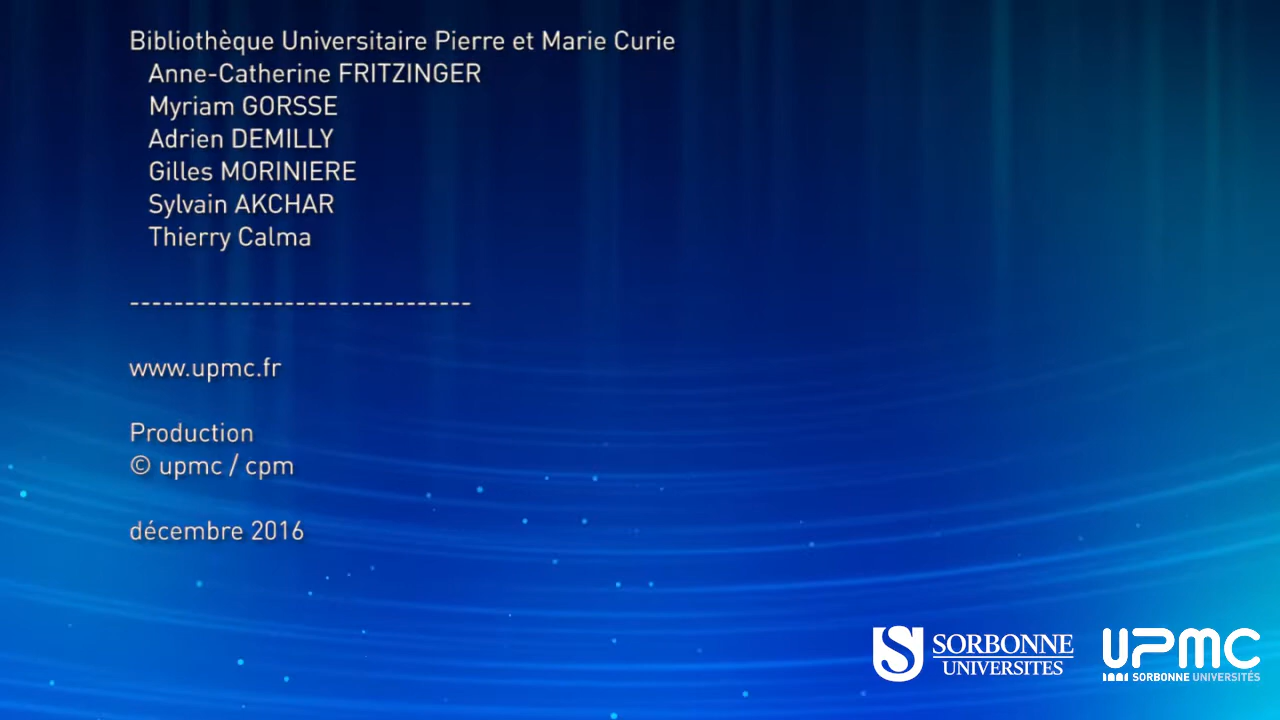 Bibliothèque Universitaire Pierre et Marie Curie
Anne-Catherine FRITZINGER
Myriam GORSSE
Adrien DEMILLY
Gilles MORINIERE
Sylvain AKCHAR
Thierry Calma
-------------------------------
www.upmc.fr
Production
© upmc / cpm
décembre 2016
SORBONNE
UNIVERSITES
UPMC
SORBONNE UNIVERSITÉS